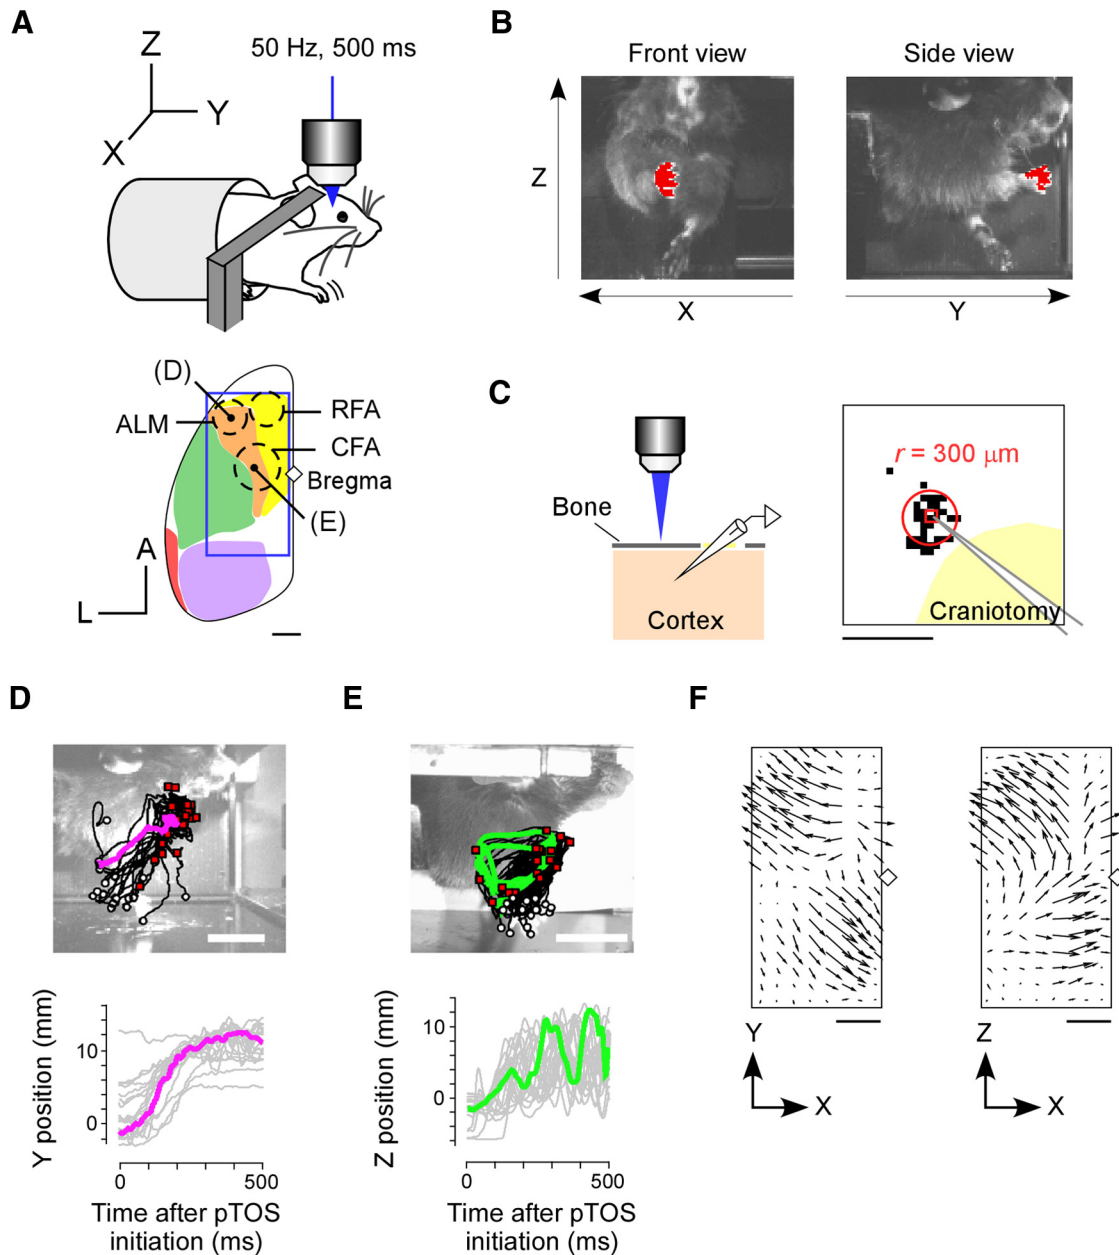 A
Z
Y
X
50 Hz, 500 ms
(D)
ALM
RFA
CFA
Bregma
(E)
A
L
B
Front view
Side view
Z
X
Y
C
Bone
Cortex
r = 300 μm
Craniotomy
D
Y position (mm)
10
0
0
500
Time after pTOS
initiation (ms)
E
Z position (mm)
10
0
0
500
Time after pTOS
initiation (ms)
F
Y
X
Z
X